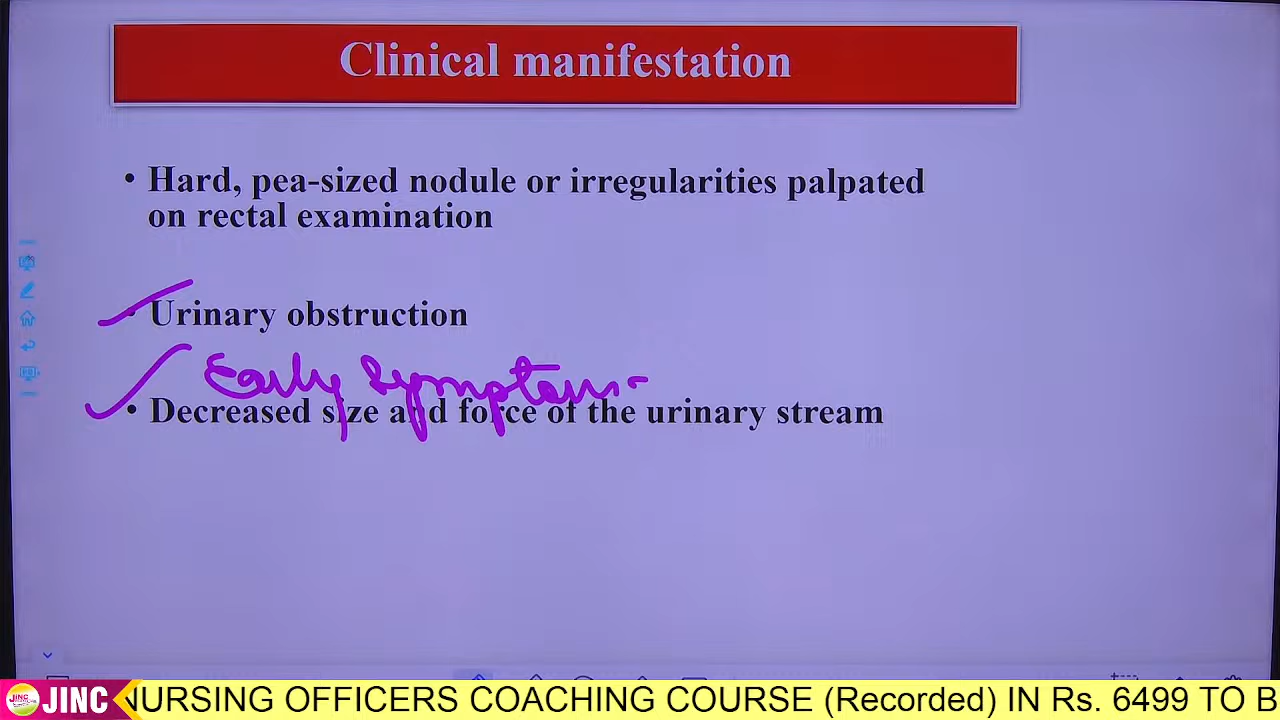 Clinical manifestation
• Hard, pea-sized nodule or irregularities palpated
on rectal examination
• Urinary obstruction
Early Symptoms
• Decreased size and force of the urinary stream
JINC NURSING OFFICERS COACHING COURSE (Recorded) IN Rs. 6499 TO B